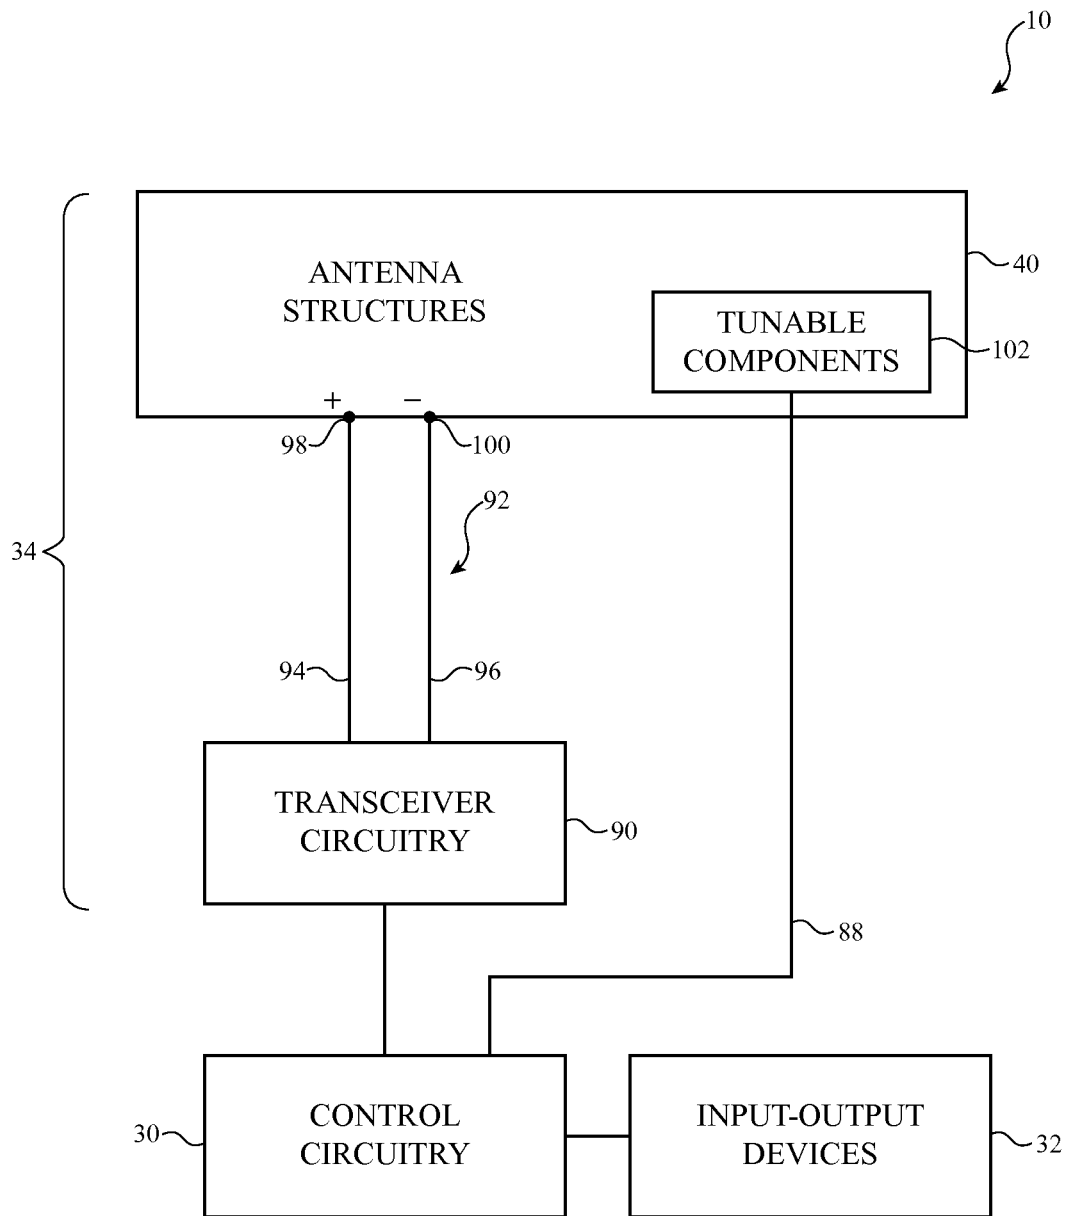 10
ANTENNA
STRUCTURES
40
TUNABLE
COMPONENTS
102
+ −
98
100
92
34
94
96
TRANSCEIVER
CIRCUITRY
90
88
CONTROL
CIRCUITRY
30
INPUT-OUTPUT
DEVICES
32